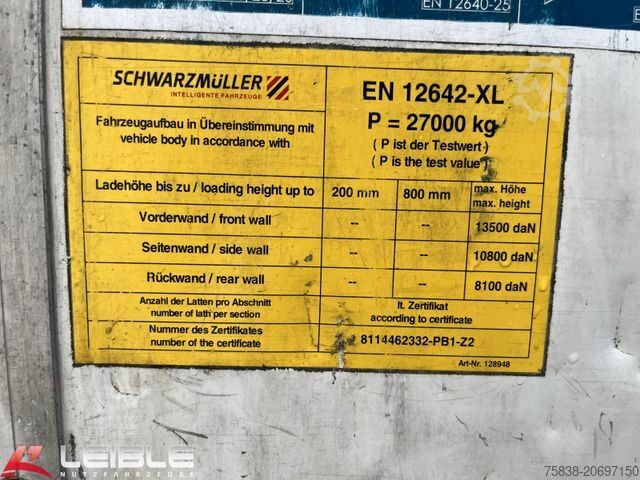 EN 12640-25
SCHWARZMÜLLER
INTELLIGENTE FAHRZEUGE
EN 12642-XL
P = 27000 kg
Fahrzeugaufbau in Übereinstimmung mit
vehicle body in accordance with
( P ist der Testwert )
( P is the test value )
Ladehöhe bis zu / loading height up to 200 mm 800 mm max. Höhe
max. height
Vorderwand / front wall -- -- 13500 daN
Seitenwand / side wall -- -- 10800 daN
Rückwand / rear wall -- -- 8100 daN
Anzahl der Latten pro Abschnitt
number of lath per section
lt. Zertifikat
according to certificate
Nummer des Zertifikates
number of the certificate
8114462332-PB1-Z2
Art-Nr. 128948
LEIBLE
NUTZFAHRZEUGE
75838-20697150